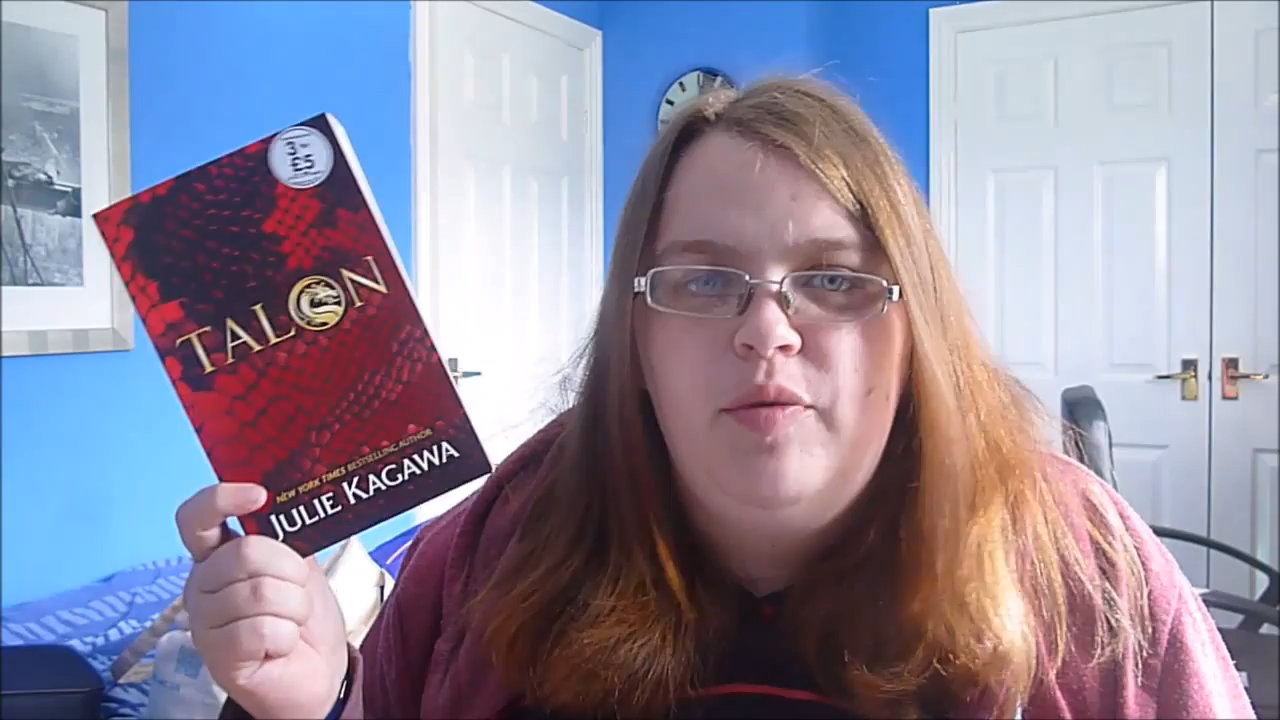 3 for
£5
TALON
NEW YORK TIMES BESTSELLING AUTHOR
JULIE KAGAWA